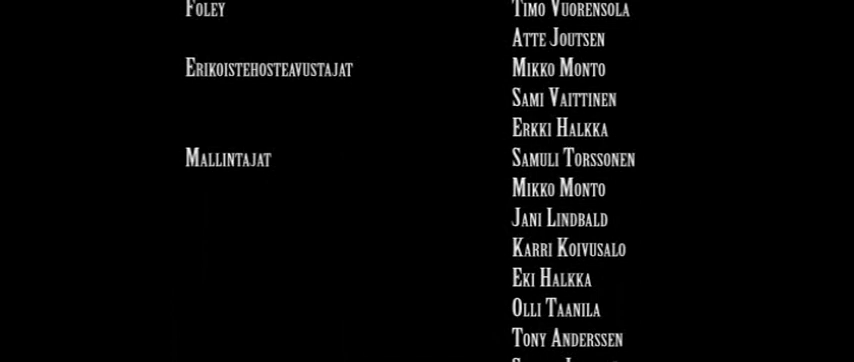 Foley Timo Vuorensola
Atte Joutsen
Erikoistehosteavustajat Mikko Monto
Sami Vaittinen
Erkki Halkka
Mallintajat Samuli Torssonen
Mikko Monto
Jani Lindbald
Karri Koivusalo
Eki Halkka
Olli Taanila
Tony Anderssen